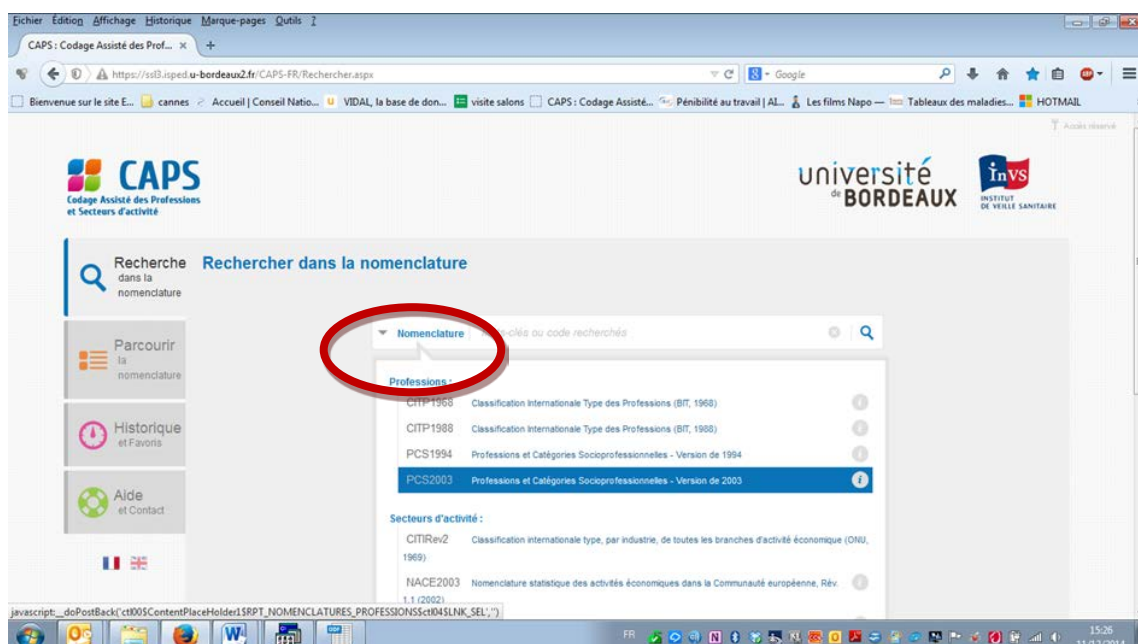 Fichier Édition Affichage Historique Marque-pages Outils ?
CAPS : Codage Assisté des Prof... × +
https://ssl3.isped.u-bordeaux2.fr/CAPS-FR/Rechercher.aspx Google
Bienvenue sur le site E... cannes Accueil | Conseil Natio... VIDAL, la base de don... visite salons CAPS : Codage Assisté... Pénibilité au travail | AL... Les films Napo — Tableaux des maladies... HOTMAIL
Accès réservé
CAPS
Codage Assisté des Professions
et Secteurs d'activité
université
de BORDEAUX
InVS
INSTITUT
DE VEILLE SANITAIRE
Recherche
dans la
nomenclature
Rechercher dans la nomenclature
Nomenclature Mots-clés ou code recherchés
Parcourir
la
nomenclature
Historique
et Favoris
Aide
et Contact
Professions :
CITP1968 Classification Internationale Type des Professions (BIT, 1968)
CITP1988 Classification Internationale Type des Professions (BIT, 1988)
PCS1994 Professions et Catégories Socioprofessionnelles - Version de 1994
PCS2003 Professions et Catégories Socioprofessionnelles - Version de 2003
Secteurs d'activité :
CITIRev2 Classification internationale type, par industrie, de toutes les branches d'activité économique (ONU,
1969)
NACE2003 Nomenclature statistique des activités économiques dans la Communauté européenne, Rév.
1.1 (2002)
javascript:__doPostBack('ctl00$ContentPlaceHolder1$RPT_NOMENCLATURES_PROFESSIONS$ctl04$LNK_SEL','')
FR 15:26
11/12/2014